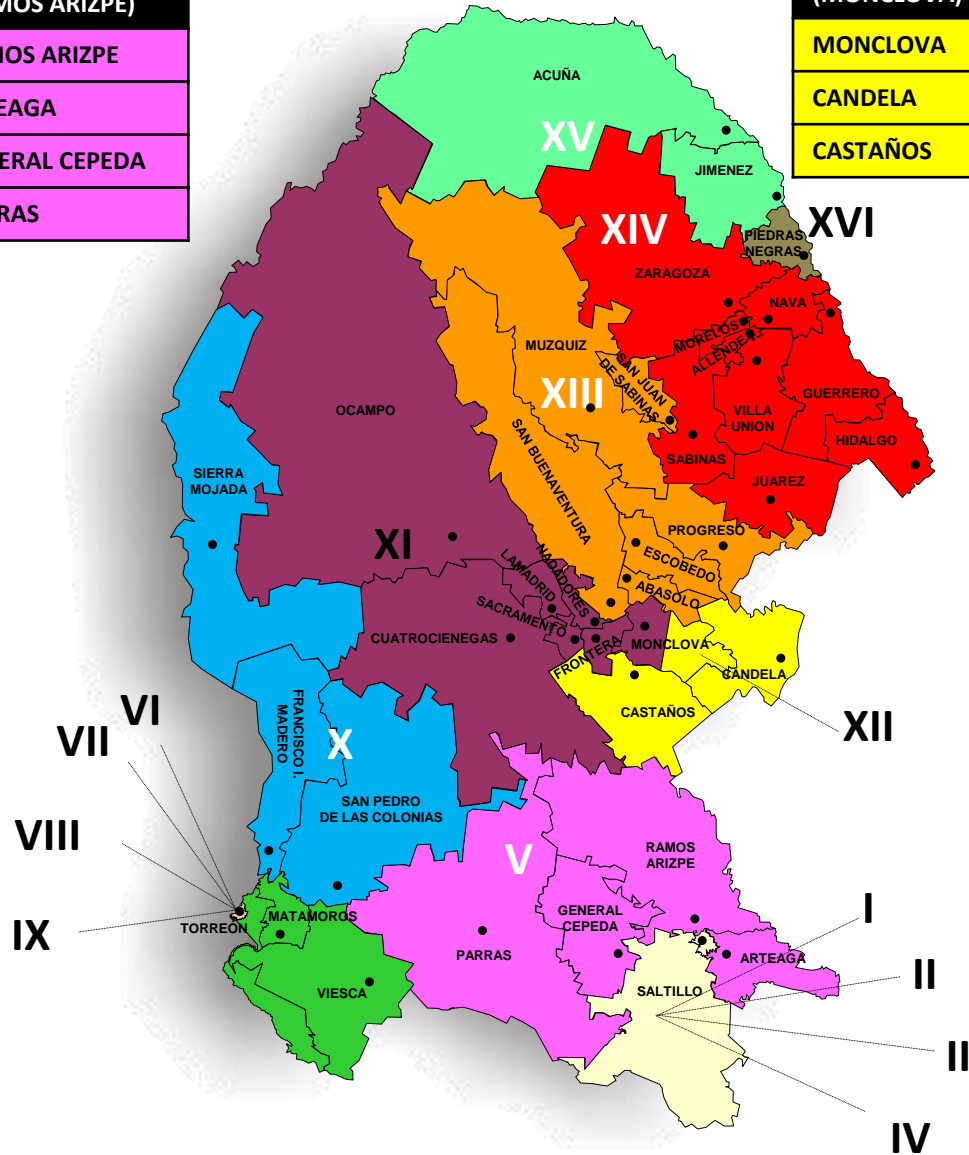 MOS ARIZPE)
IOS ARIZPE
EAGA
ERAL CEPEDA
RAS
(MONCLOVA)
MONCLOVA
CANDELA
CASTAÑOS
ACUÑA
XV
JIMENEZ
XVI
PIEDRAS
NEGRAS
XIV
ZARAGOZA
NAVA
MORELOS
ALLENDE
MUZQUIZ
SAN JUAN
DE SABINAS
XIII
OCAMPO
GUERRERO
VILLA
UNION
HIDALGO
SABINAS
JUAREZ
SAN BUENAVENTURA
SIERRA
MOJADA
XI
PROGRESO
ESCOBEDO
ABASOLO
NADADORES
LAMADRID
SACRAMENTO
CUATROCIENEGAS
FRONTERA
MONCLOVA
CANDELA
CASTAÑOS
XII
FRANCISCO I.
MADERO
X
VI
VII
VIII
IX
SAN PEDRO
DE LAS COLONIAS
V
RAMOS
ARIZPE
GENERAL
CEPEDA
MATAMOROS
TORREÓN
PARRAS
ARTEAGA
VIESCA
SALTILLO
I
II
II
IV